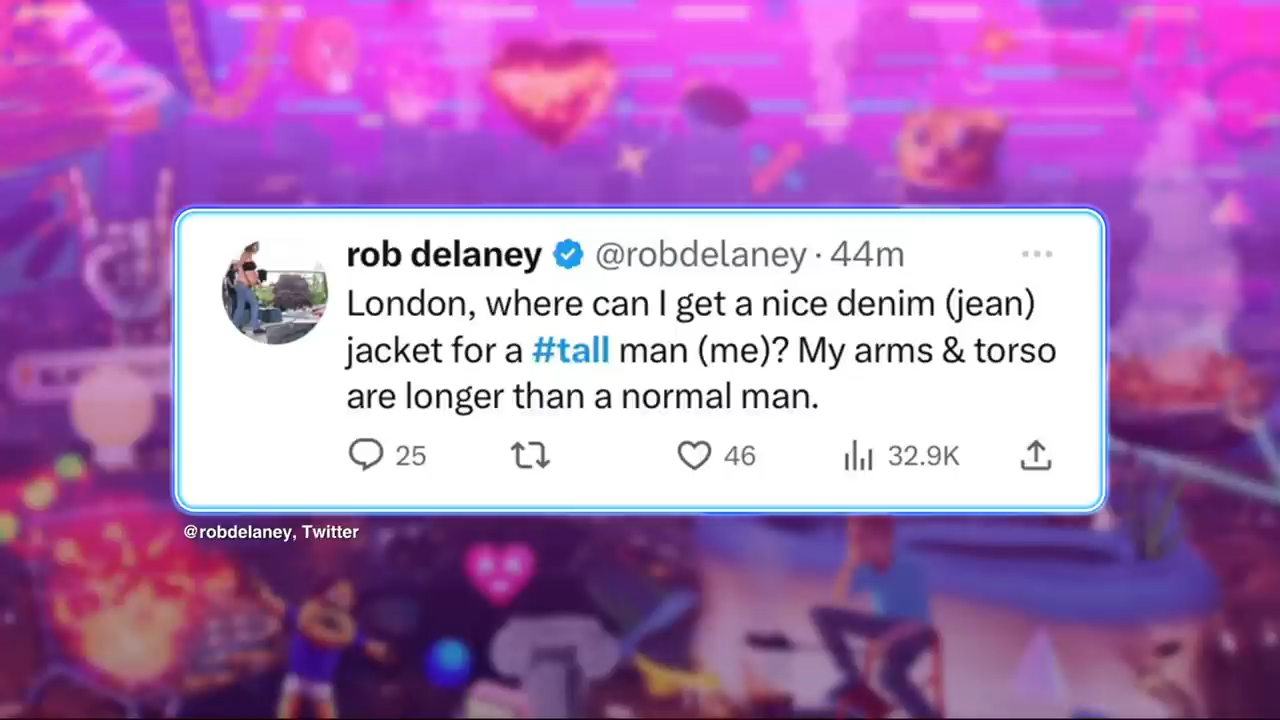 rob delaney @robdelaney · 44m
London, where can I get a nice denim (jean)
jacket for a #tall man (me)? My arms & torso
are longer than a normal man.
25 46 32.9K
@robdelaney, Twitter